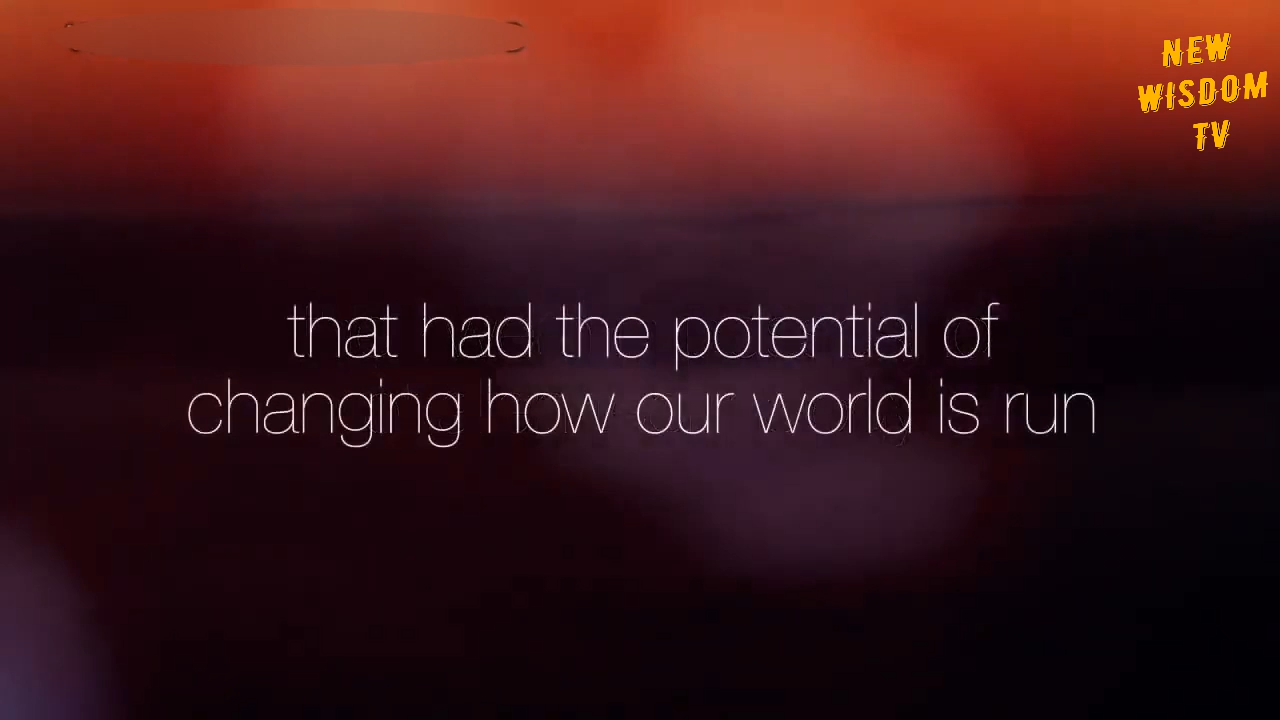 NEW
WISDOM
TV
that had the potential of
changing how our world is run